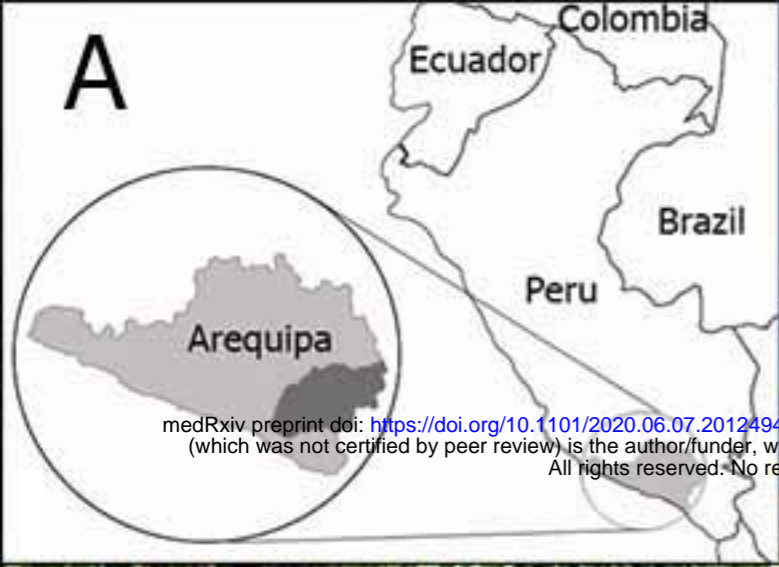 A
Colombia
Ecuador
Brazil
Peru
Arequipa
medRxiv preprint doi: https://doi.org/10.1101/2020.06.07.2012494
(which was not certified by peer review) is the author/funder, w
All rights reserved. No re